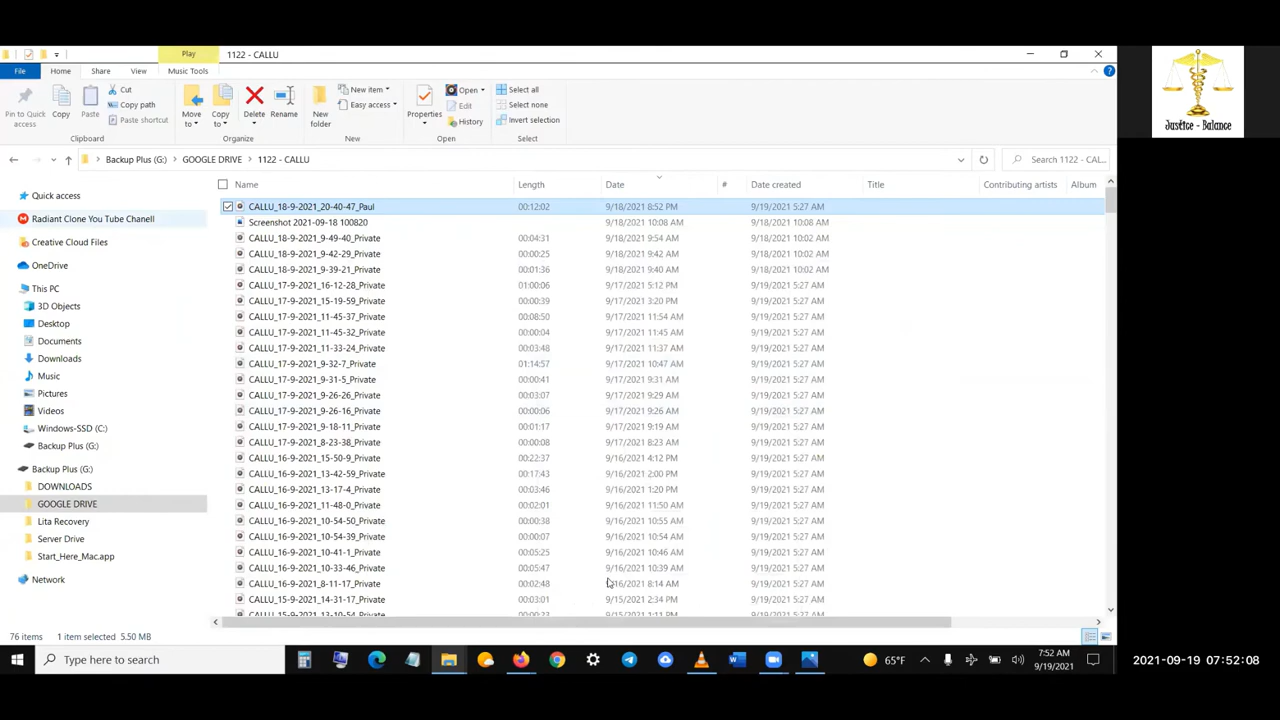 Play 1122 - CALLU
File Home Share View Music Tools
Pin to Quick access
Copy
Paste
Cut
Copy path
Paste shortcut
Clipboard
Move to
Copy to
Delete
Rename
Organize
New folder
New item
Easy access
New
Properties
Open
Edit
History
Open
Select all
Select none
Invert selection
Select
Backup Plus (G:) > GOOGLE DRIVE > 1122 - CALLU
Search 1122 - CAL...
Name Length Date # Date created Title Contributing artists Album
Quick access
Radiant Clone You Tube Chanell
Creative Cloud Files
OneDrive
This PC
3D Objects
Desktop
Documents
Downloads
Music
Pictures
Videos
Windows-SSD (C:)
Backup Plus (G:)
Backup Plus (G:)
DOWNLOADS
GOOGLE DRIVE
Lita Recovery
Server Drive
Start_Here_Mac.app
Network
CALLU_18-9-2021_20-40-47_Paul 00:12:02 9/18/2021 8:52 PM 9/19/2021 5:27 AM
Screenshot 2021-09-18 100820 9/18/2021 10:08 AM 9/18/2021 10:08 AM
CALLU_18-9-2021_9-49-40_Private 00:04:31 9/18/2021 9:54 AM 9/18/2021 10:02 AM
CALLU_18-9-2021_9-42-29_Private 00:00:25 9/18/2021 9:42 AM 9/18/2021 10:02 AM
CALLU_18-9-2021_9-39-21_Private 00:01:36 9/18/2021 9:40 AM 9/18/2021 10:02 AM
CALLU_17-9-2021_16-12-28_Private 01:00:06 9/17/2021 5:12 PM 9/19/2021 5:27 AM
CALLU_17-9-2021_15-19-59_Private 00:00:39 9/17/2021 3:20 PM 9/19/2021 5:27 AM
CALLU_17-9-2021_11-45-37_Private 00:08:50 9/17/2021 11:54 AM 9/19/2021 5:27 AM
CALLU_17-9-2021_11-45-32_Private 00:00:04 9/17/2021 11:45 AM 9/19/2021 5:27 AM
CALLU_17-9-2021_11-33-24_Private 00:03:48 9/17/2021 11:37 AM 9/19/2021 5:27 AM
CALLU_17-9-2021_9-32-7_Private 01:14:57 9/17/2021 10:47 AM 9/19/2021 5:27 AM
CALLU_17-9-2021_9-31-5_Private 00:00:41 9/17/2021 9:31 AM 9/19/2021 5:27 AM
CALLU_17-9-2021_9-26-26_Private 00:03:07 9/17/2021 9:29 AM 9/19/2021 5:27 AM
CALLU_17-9-2021_9-26-16_Private 00:00:06 9/17/2021 9:26 AM 9/19/2021 5:27 AM
CALLU_17-9-2021_9-18-11_Private 00:01:17 9/17/2021 9:19 AM 9/19/2021 5:27 AM
CALLU_17-9-2021_8-23-38_Private 00:00:08 9/17/2021 8:23 AM 9/19/2021 5:27 AM
CALLU_16-9-2021_15-50-9_Private 00:22:37 9/16/2021 4:12 PM 9/19/2021 5:27 AM
CALLU_16-9-2021_13-42-59_Private 00:17:43 9/16/2021 2:00 PM 9/19/2021 5:27 AM
CALLU_16-9-2021_13-17-4_Private 00:03:46 9/16/2021 1:20 PM 9/19/2021 5:27 AM
CALLU_16-9-2021_11-48-0_Private 00:02:01 9/16/2021 11:50 AM 9/19/2021 5:27 AM
CALLU_16-9-2021_10-54-50_Private 00:00:38 9/16/2021 10:55 AM 9/19/2021 5:27 AM
CALLU_16-9-2021_10-54-39_Private 00:00:07 9/16/2021 10:54 AM 9/19/2021 5:27 AM
CALLU_16-9-2021_10-41-1_Private 00:05:25 9/16/2021 10:46 AM 9/19/2021 5:27 AM
CALLU_16-9-2021_10-33-46_Private 00:05:47 9/16/2021 10:39 AM 9/19/2021 5:27 AM
CALLU_16-9-2021_8-11-17_Private 00:02:48 9/16/2021 8:14 AM 9/19/2021 5:27 AM
CALLU_15-9-2021_14-31-17_Private 00:03:01 9/15/2021 2:34 PM 9/19/2021 5:27 AM
CALLU_15-9-2021_13-10-54_Private 00:00:23 9/15/2021 1:11 PM 9/19/2021 5:27 AM
76 items 1 item selected 5.50 MB
Type here to search
65°F
7:52 AM
9/19/2021
Justice - Balance
2021-09-19 07:52:08